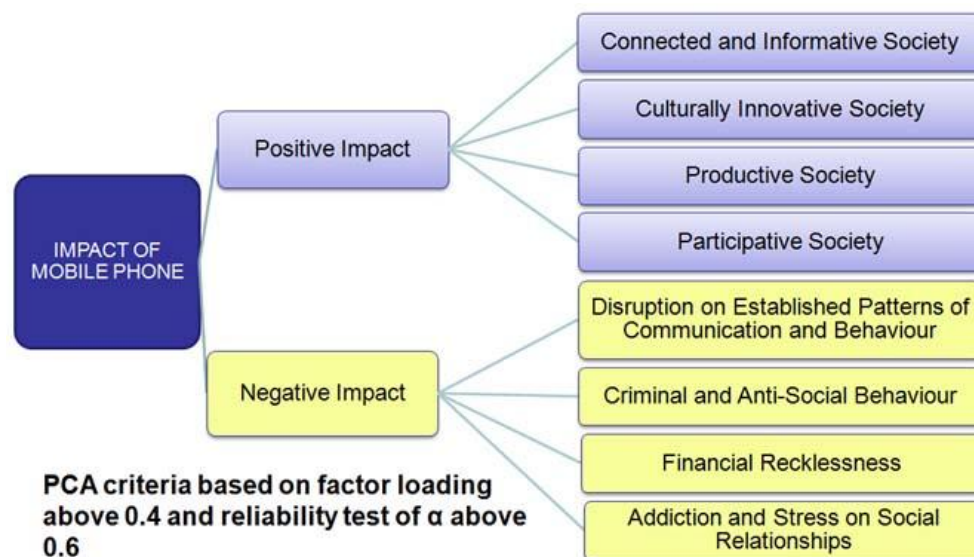 Connected and Informative Society
Culturally Innovative Society
Positive Impact
Productive Society
Participative Society
IMPACT OF
MOBILE PHONE
Disruption on Established Patterns of
Communication and Behaviour
Negative Impact
Criminal and Anti-Social Behaviour
Financial Recklessness
Addiction and Stress on Social
Relationships
PCA criteria based on factor loading
above 0.4 and reliability test of α above
0.6